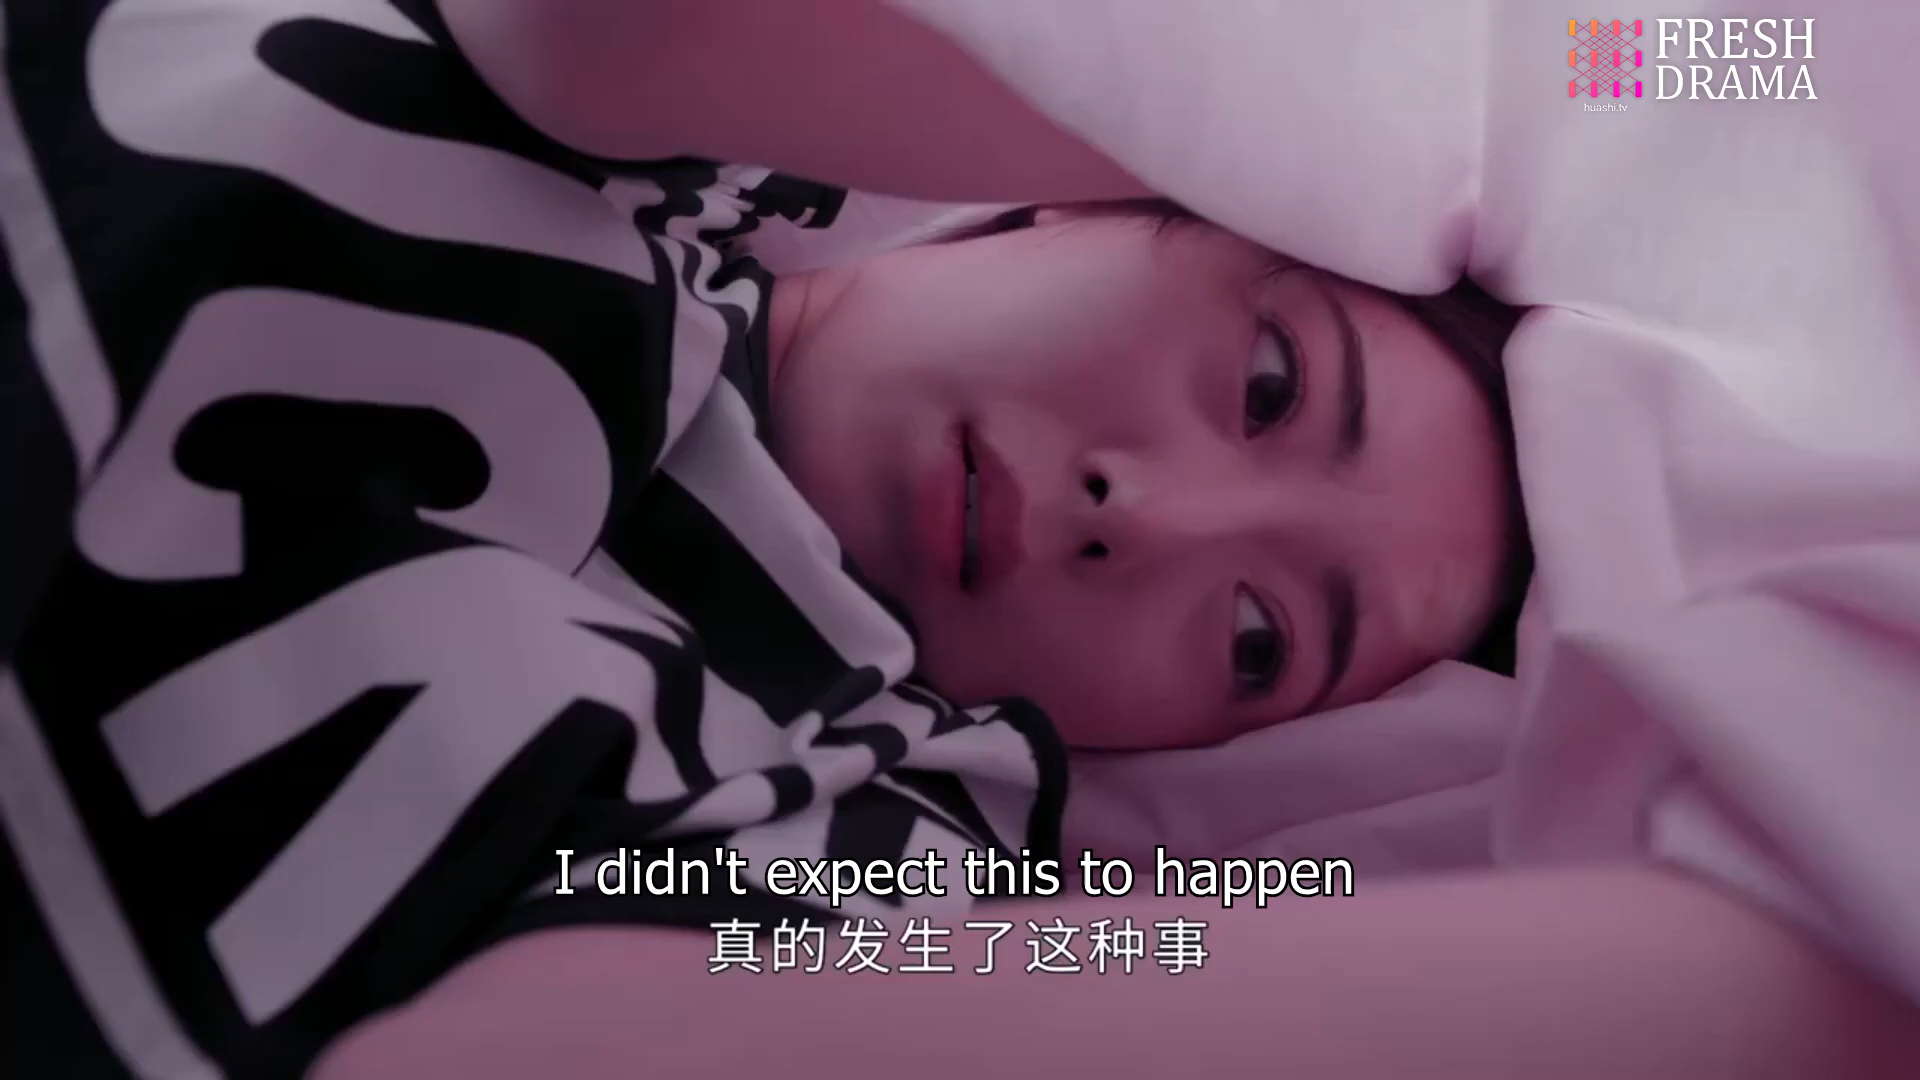 FRESH
DRAMA
huashi.tv
I didn't expect this to happen
真的发生了这种事